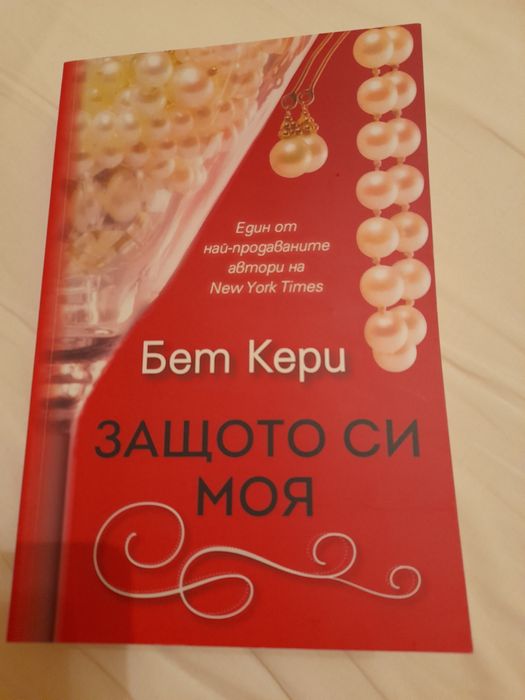 Един от
най-продаваните
автори на
New York Times
Бет Кери
ЗАЩОТО СИ
МОЯ